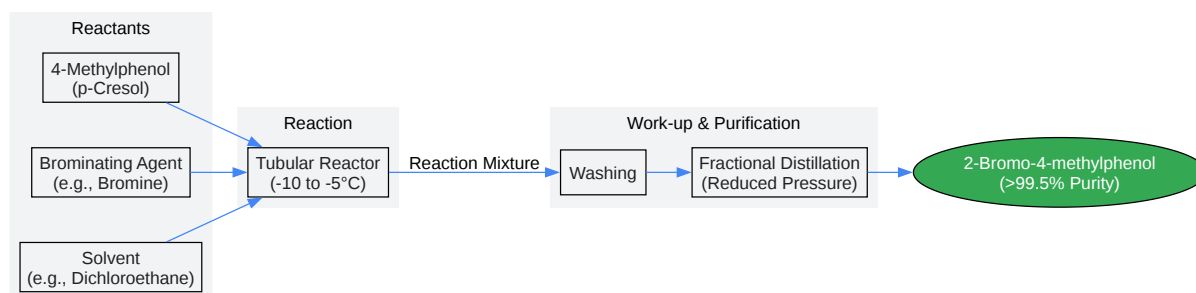 Reactants
4-Methylphenol
(p-Cresol)
Brominating Agent
(e.g., Bromine)
Solvent
(e.g., Dichloroethane)
Reaction
Tubular Reactor
(-10 to -5°C)
Reaction Mixture
Work-up & Purification
Washing
Fractional Distillation
(Reduced Pressure)
2-Bromo-4-methylphenol
(>99.5% Purity)